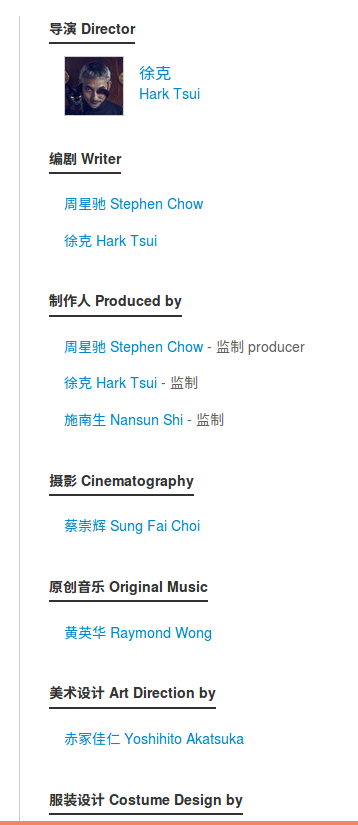 导演 Director
徐克
Hark Tsui
编剧 Writer
周星驰 Stephen Chow
徐克 Hark Tsui
制作人 Produced by
周星驰 Stephen Chow - 监制 producer
徐克 Hark Tsui - 监制
施南生 Nansun Shi - 监制
摄影 Cinematography
蔡崇辉 Sung Fai Choi
原创音乐 Original Music
黄英华 Raymond Wong
美术设计 Art Direction by
赤冢佳仁 Yoshihito Akatsuka
服装设计 Costume Design by